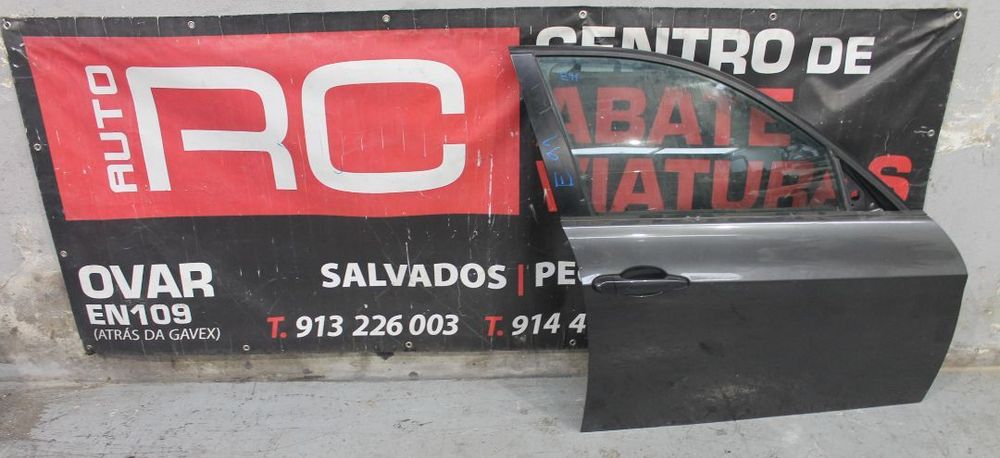 AUTO
RC
CENTRO DE
ABATE
VIATURAS
E91
E91
OVAR
EN109
(ATRÁS DA GAVEX)
SALVADOS | PE
T. 913 226 003 T. 914 4